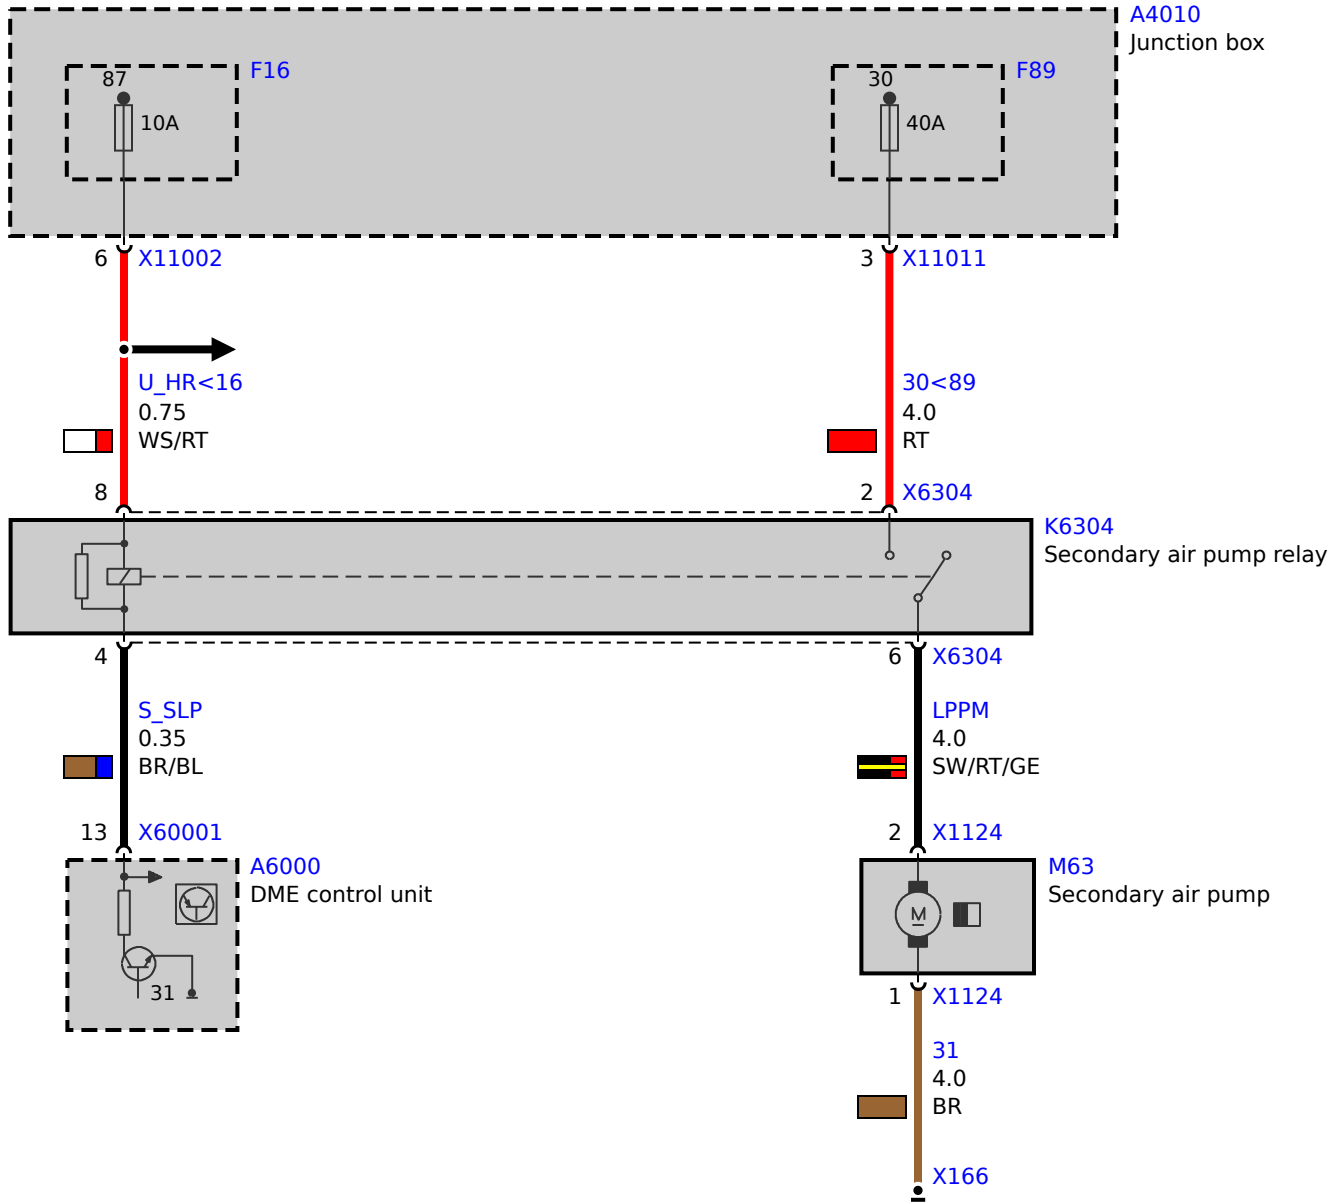 A4010
Junction box
F16
87
10A
F89
30
40A
6 X11002
3 X11011
U_HR<16
0.75
WS/RT
30<89
4.0
RT
8
2 X6304
K6304
Secondary air pump relay
4
6 X6304
S_SLP
0.35
BR/BL
LPPM
4.0
SW/RT/GE
13 X60001
2 X1124
A6000
DME control unit
31
M63
Secondary air pump
M
1 X1124
31
4.0
BR
X166